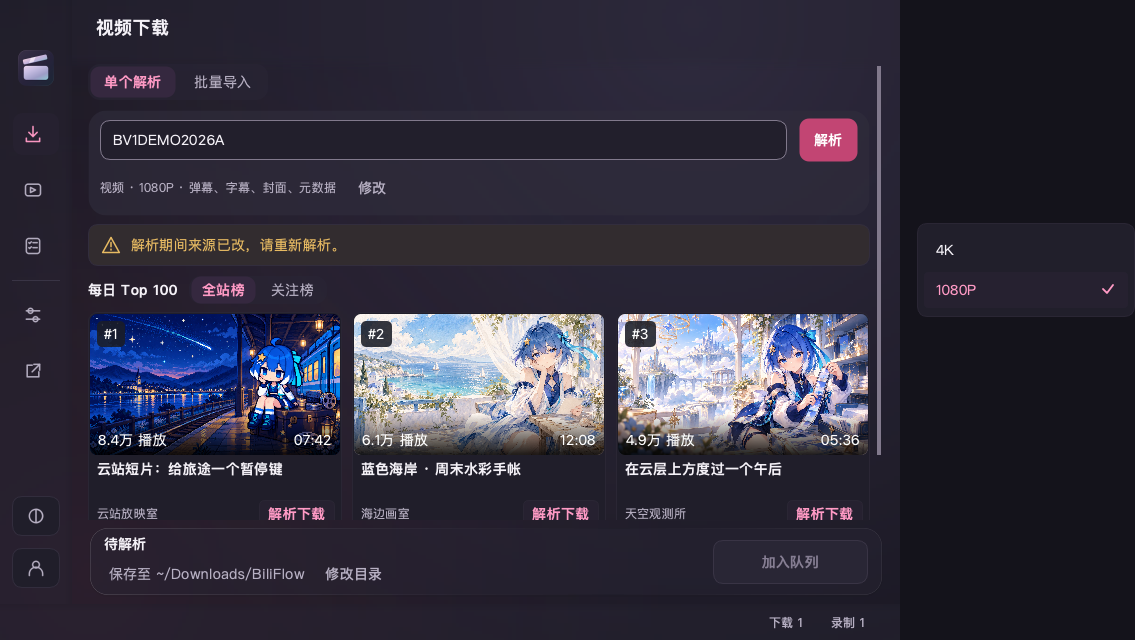 视频下载
单个解析 批量导入
BV1DEMO2026A 解析
视频 · 1080P · 弹幕、字幕、封面、元数据 修改
解析期间来源已改，请重新解析。
每日 Top 100 全站榜 关注榜
#1 #2 #3
8.4万 播放 07:42 6.1万 播放 12:08 4.9万 播放 05:36
云站短片：给旅途一个暂停键 蓝色海岸 · 周末水彩手帐 在云层上方度过一个午后
云站放映室 解析下载 海边画室 解析下载 天空观测所 解析下载
待解析
保存至 ~/Downloads/BiliFlow 修改目录 加入队列
下载 1 录制 1
4K
1080P